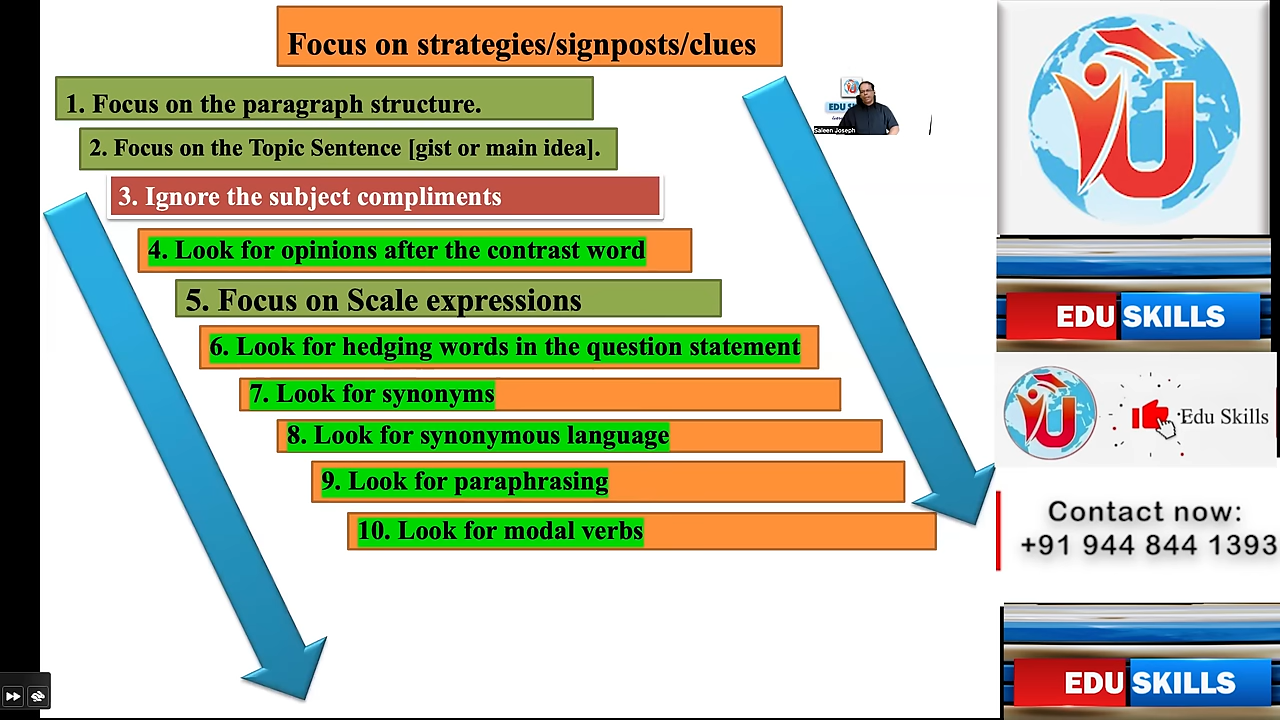 Focus on strategies/signposts/clues
1. Focus on the paragraph structure.
2. Focus on the Topic Sentence [gist or main idea].
3. Ignore the subject compliments
4. Look for opinions after the contrast word
5. Focus on Scale expressions
6. Look for hedging words in the question statement
7. Look for synonyms
8. Look for synonymous language
9. Look for paraphrasing
10. Look for modal verbs
Saleen Joseph
EDU SKILLS
Edu Skills
Contact now:
+91 944 844 1393
EDU SKILLS